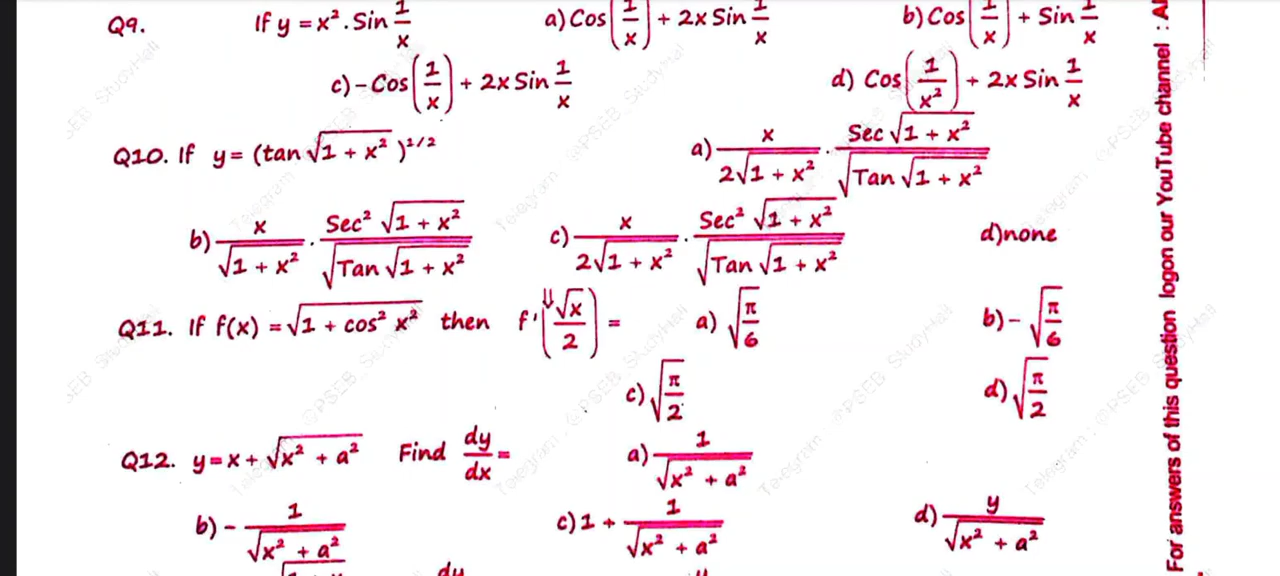 Q9. If y = x². Sin 1/x a) Cos(1/x) + 2x Sin 1/x b) Cos(1/x) + Sin 1/x
c) - Cos(1/x) + 2x Sin 1/x d) Cos(1/x²) + 2x Sin 1/x
Q10. If y = (tan √(1 + x²))^1/2 a) x/(2√(1 + x²)) . Sec √(1 + x²)/√(Tan √(1 + x²))
b) x/√(1 + x²) . Sec² √(1 + x²)/√(Tan √(1 + x²)) c) x/(2√(1 + x²)) . Sec² √(1 + x²)/√(Tan √(1 + x²)) d) none
Q11. If f(x) = √(1 + cos² x²) then f'(√x/2) = a) √(π/6) b) - √(π/6)
c) √(π/2) d) √(π/2)
Q12. y = x + √(x² + a²) Find dy/dx = a) 1/√(x² + a²)
b) - 1/√(x² + a²) c) 1 + 1/√(x² + a²) d) y/√(x² + a²)
dy
For answers of this question logon our YouTube channel :
Telegram : @PSEB StudyHall